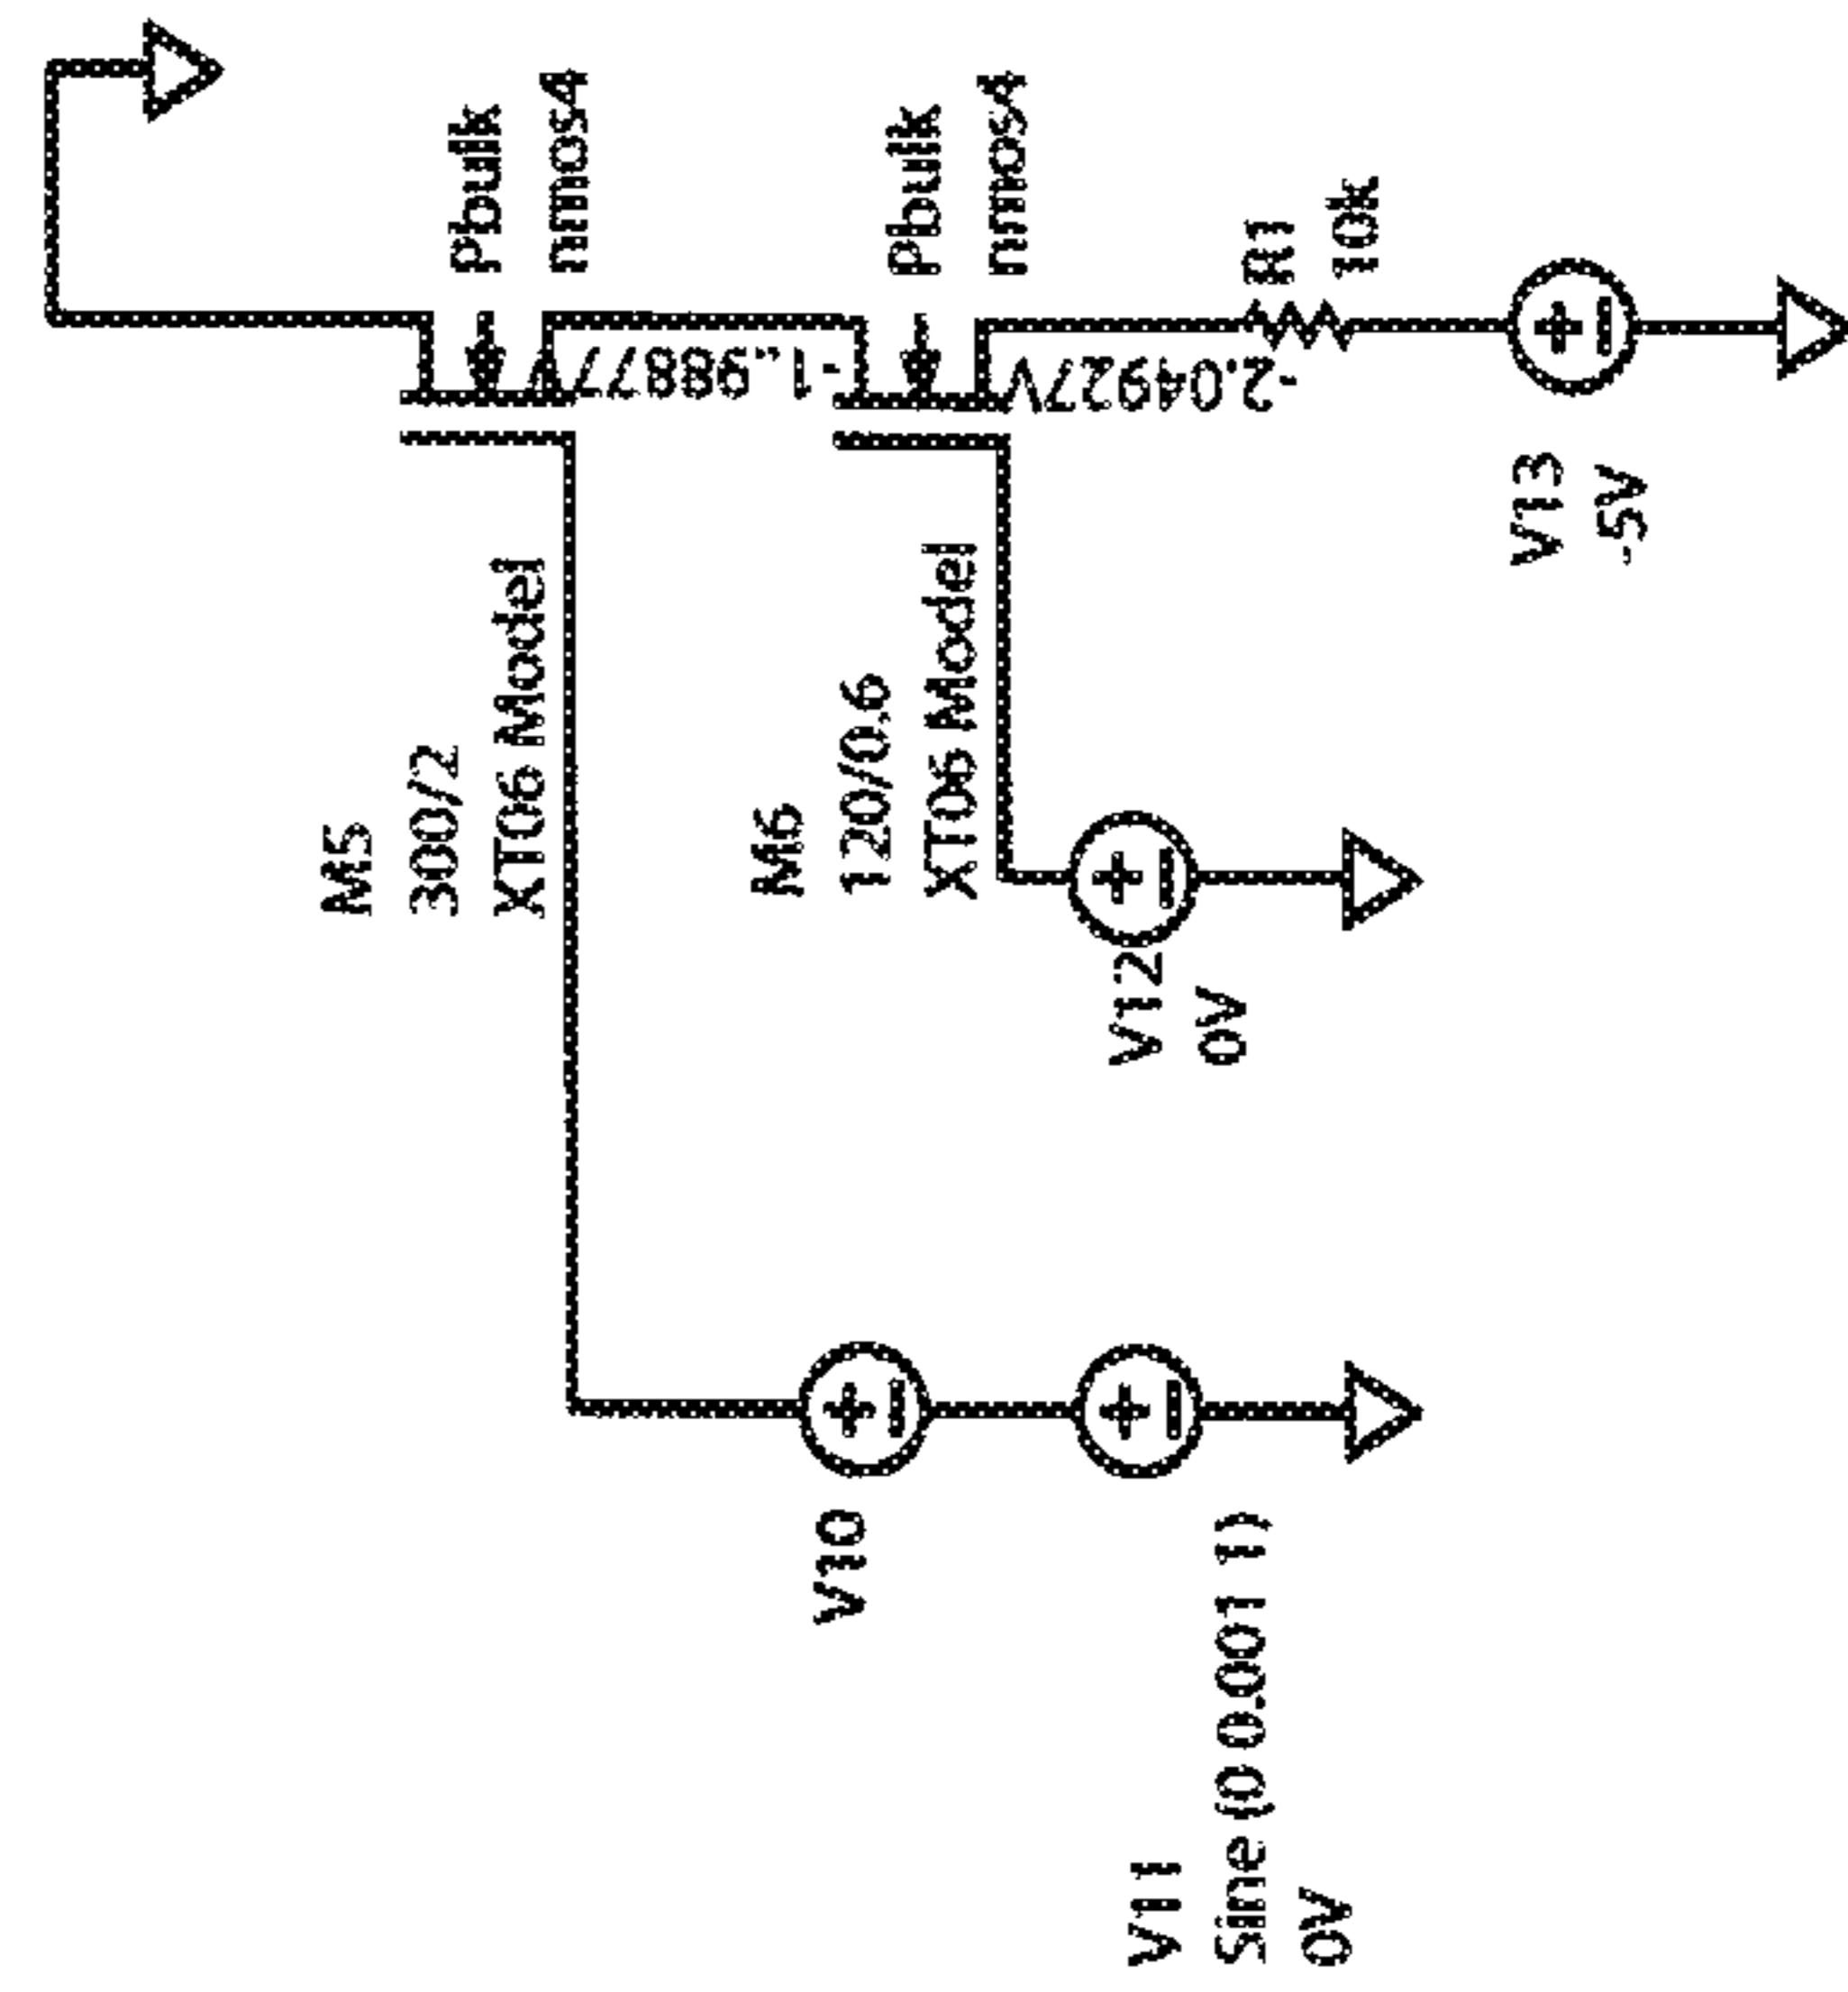 M5
300/2
XT06 Model
pbulk
nmos4
-1.98877V
M6
120/0.6
XT06 Model
pbulk
nmos4
-2.04927V
R1
10k
V10
V11
Sine (0 0.001 1)
0V
V12
0V
V13
-5V